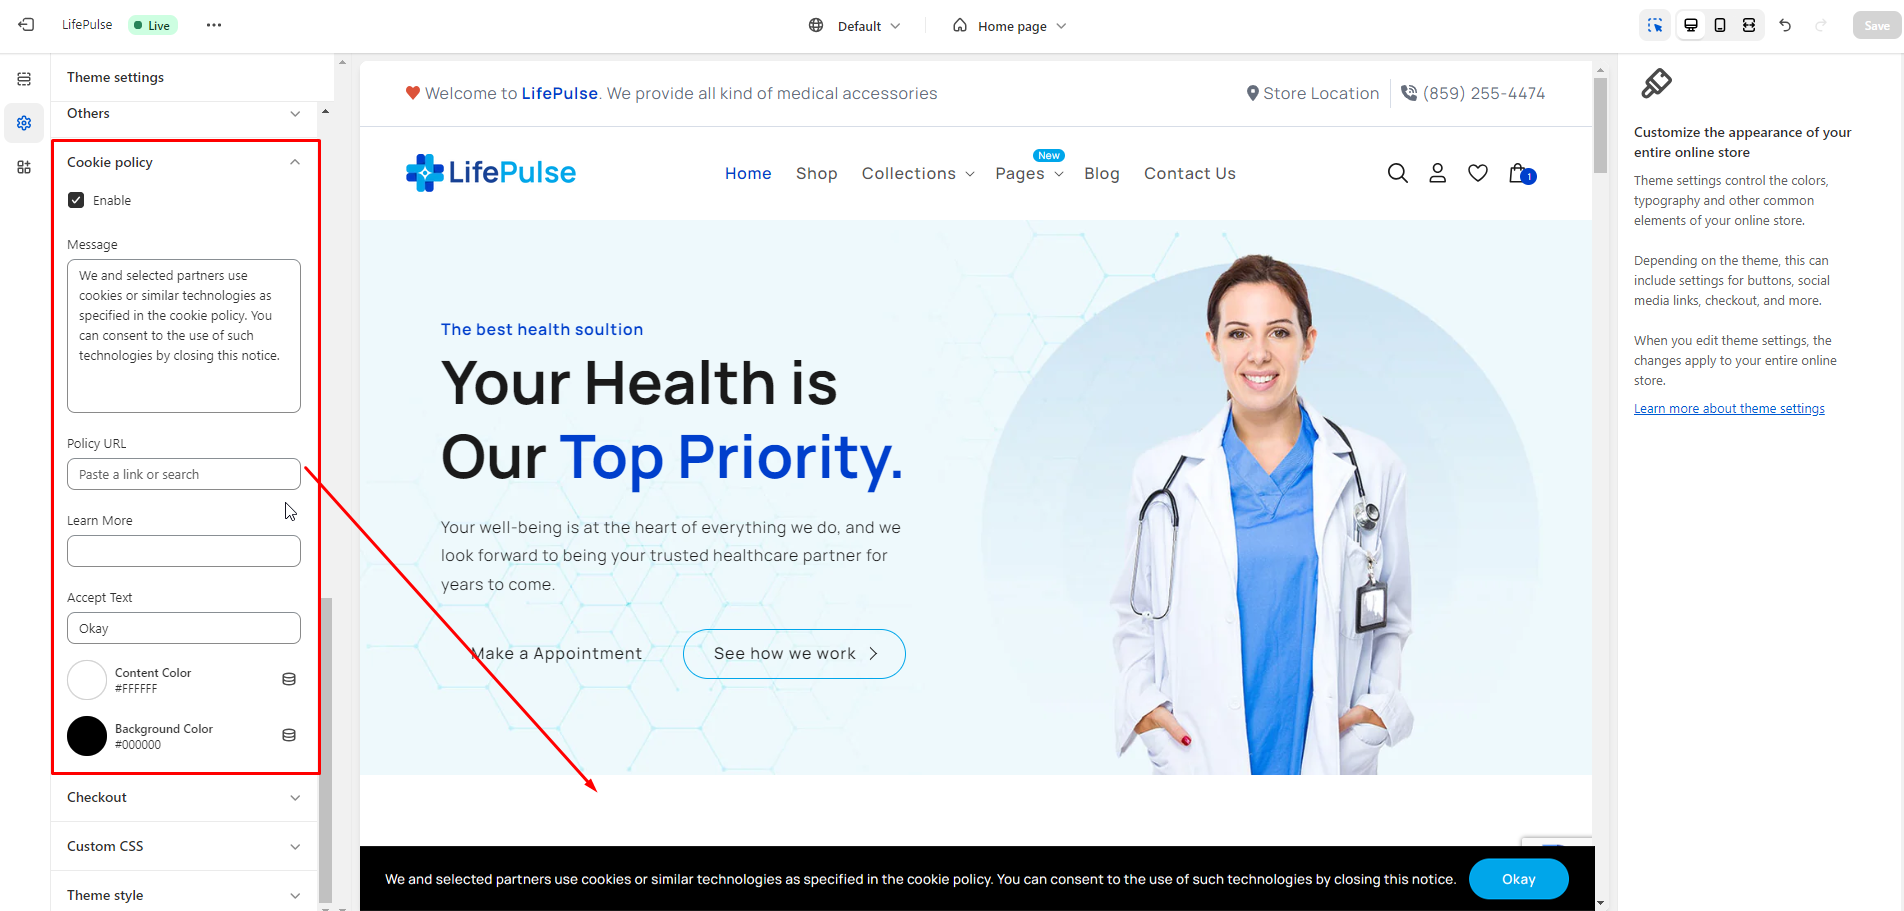 LifePulse
Live
Default
Home page
Save
Theme settings
Others
Cookie policy
Enable
Message
We and selected partners use
cookies or similar technologies as
specified in the cookie policy. You
can consent to the use of such
technologies by closing this notice.
Policy URL
Paste a link or search
Learn More
Accept Text
Okay
Content Color
#FFFFFF
Background Color
#000000
Checkout
Custom CSS
Theme style
Welcome to LifePulse. We provide all kind of medical accessories
Store Location
(859) 255-4474
LifePulse
Home
Shop
Collections
Pages
New
Blog
Contact Us
1
The best health soultion
Your Health is
Our Top Priority.
Your well-being is at the heart of everything we do, and we
look forward to being your trusted healthcare partner for
years to come.
Make a Appointment
See how we work
We and selected partners use cookies or similar technologies as specified in the cookie policy. You can consent to the use of such technologies by closing this notice.
Okay
Customize the appearance of your
entire online store
Theme settings control the colors,
typography and other common
elements of your online store.
Depending on the theme, this can
include settings for buttons, social
media links, checkout, and more.
When you edit theme settings, the
changes apply to your entire online
store.
Learn more about theme settings